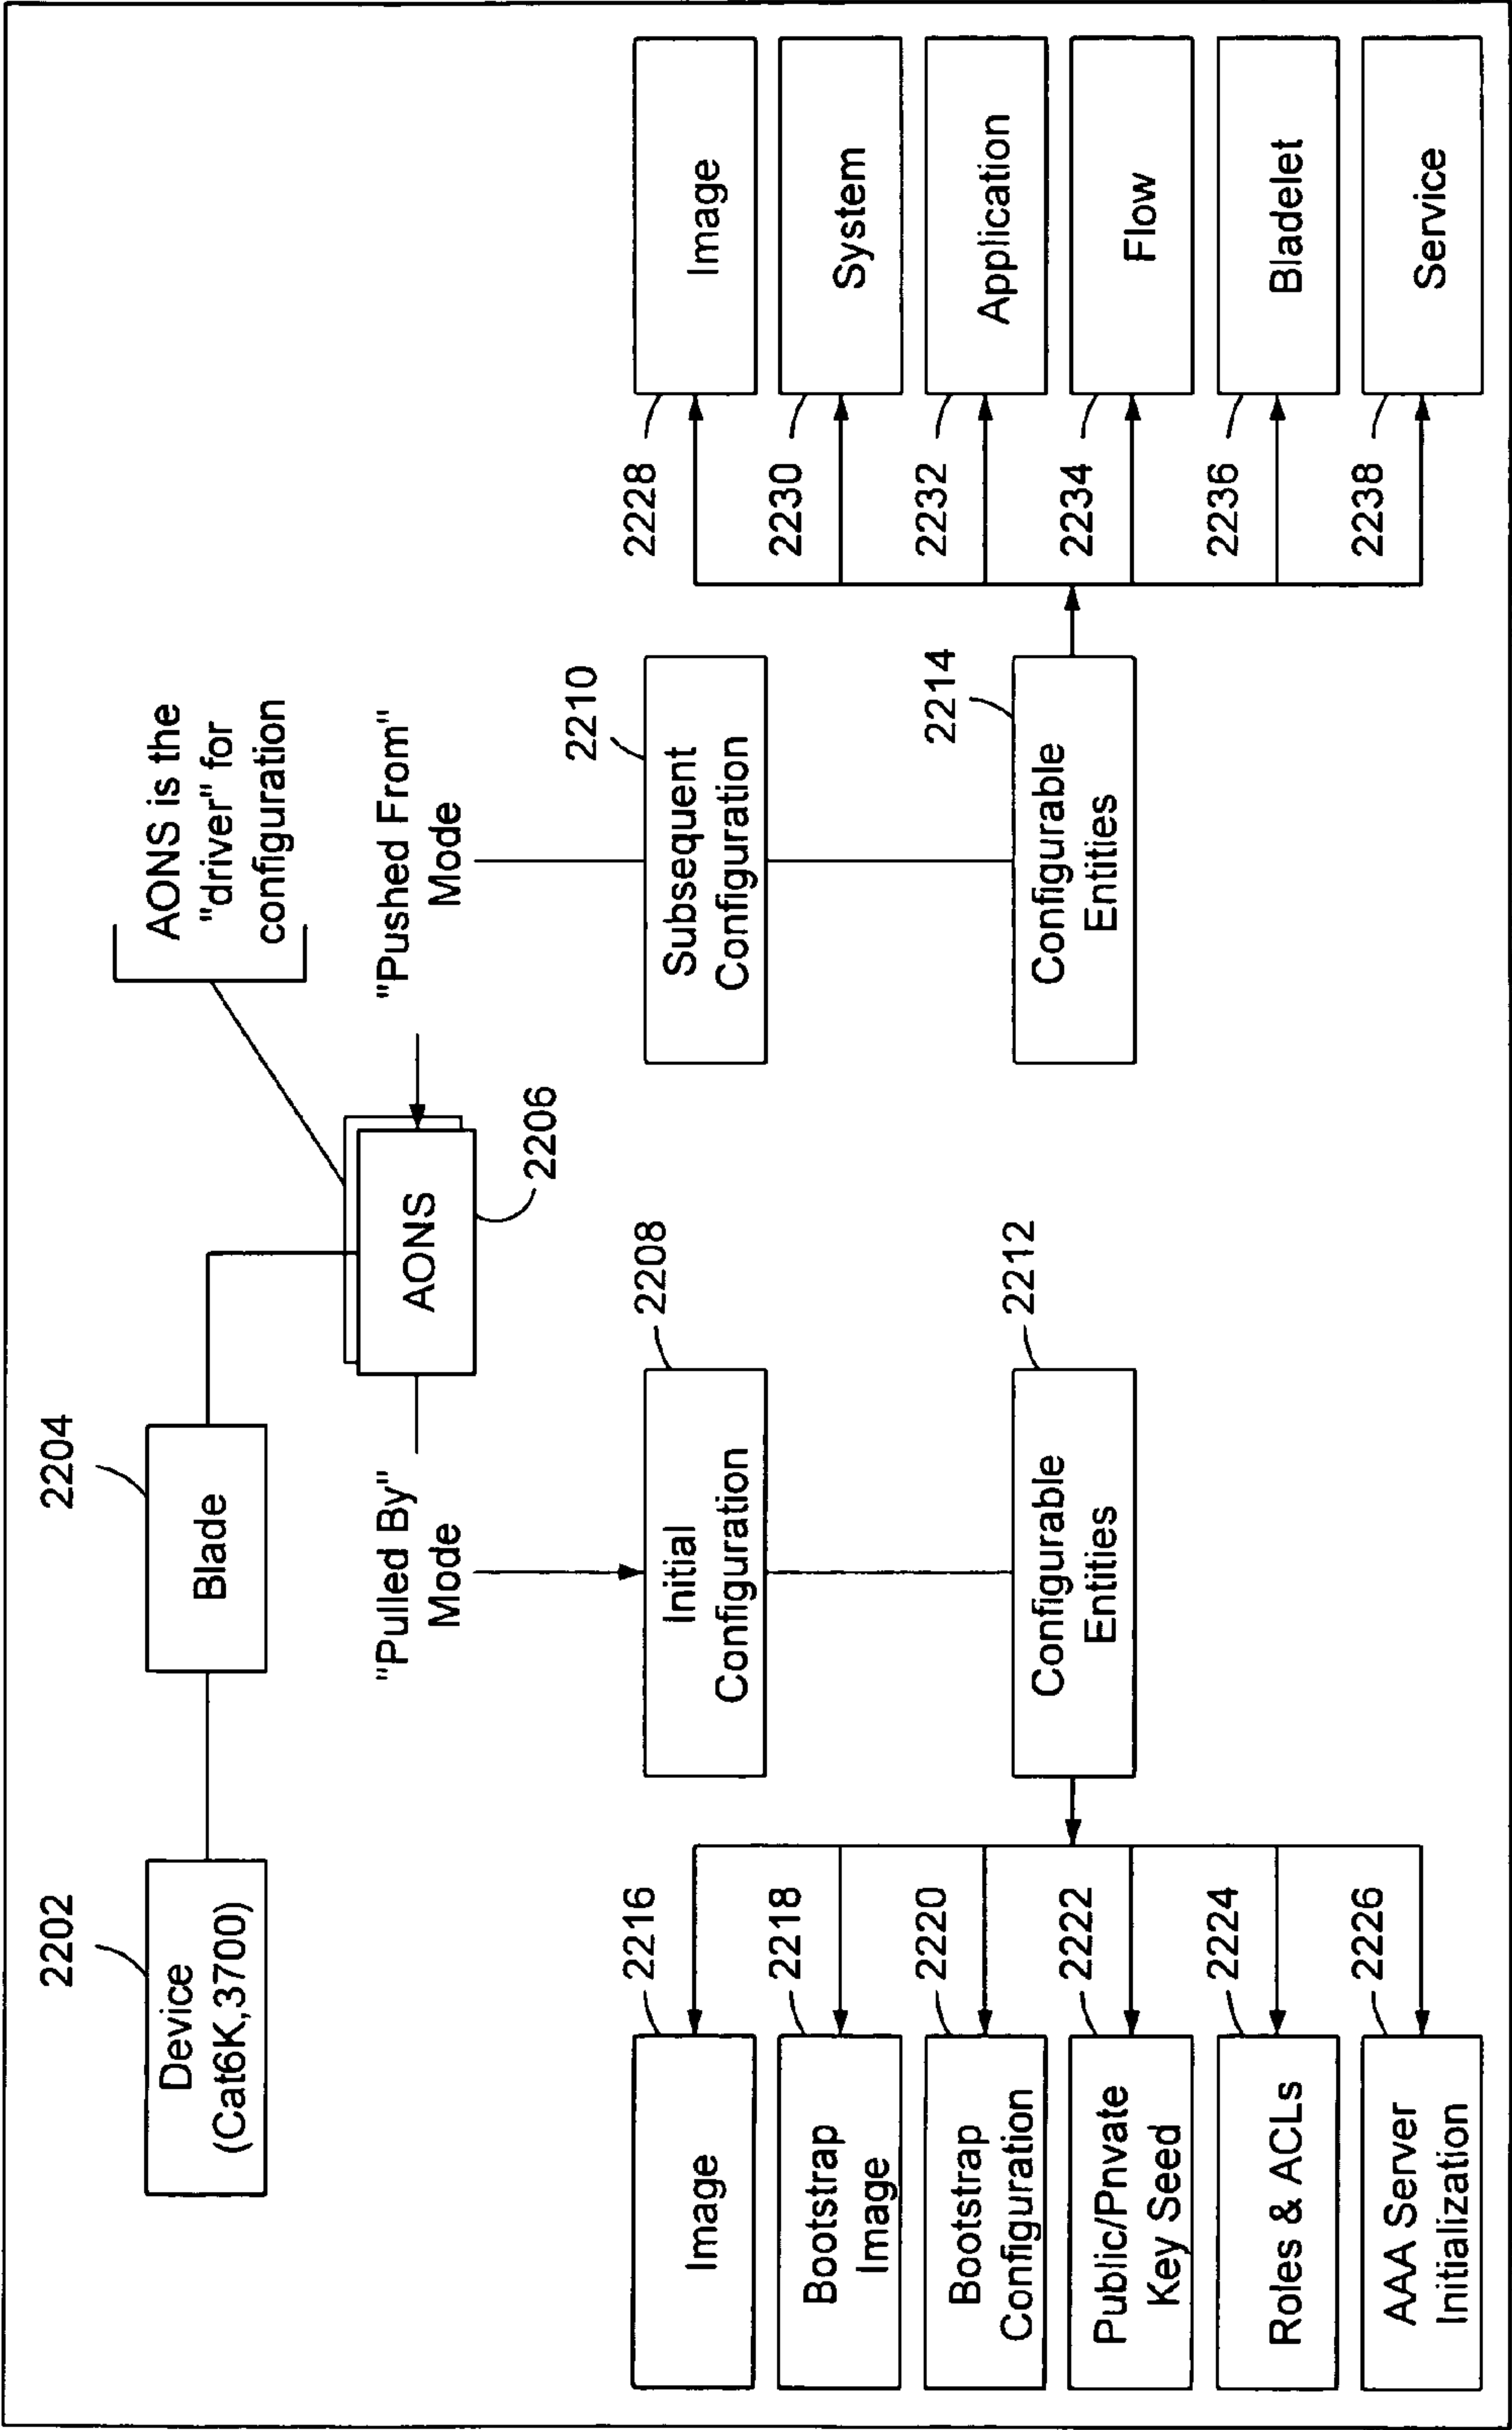 2202
Device
(Cat6K,3700)
2204
Blade
AONS is the
"driver" for
configuration
AONS
2206
"Pulled By"
Mode
"Pushed From"
Mode
2208
Initial
Configuration
2210
Subsequent
Configuration
2212
Configurable
Entities
2214
Configurable
Entities
2216
Image
2218
Bootstrap
Image
2220
Bootstrap
Configuration
2222
Public/Pnvate
Key Seed
2224
Roles & ACLs
2226
AAA Server
Initialization
2228
Image
2230
System
2232
Application
2234
Flow
2236
Bladelet
2238
Service